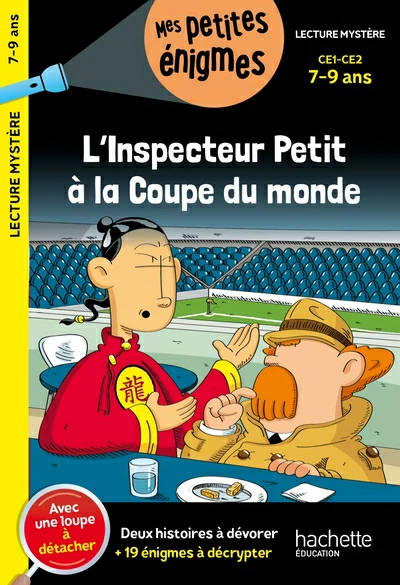 7-9 ans
LECTURE MYSTÈRE
Mes petites
énigmes
LECTURE MYSTÈRE
CE1-CE2
7-9 ans
L'Inspecteur Petit
à la Coupe du monde
龍
Avec
une loupe
à
détacher
Deux histoires à dévorer
+ 19 énigmes à décrypter
hachette
ÉDUCATION